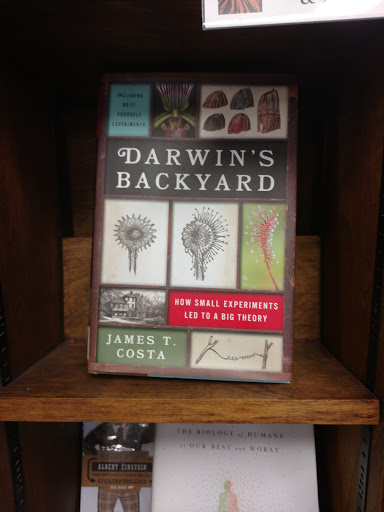 &
INCLUDING
DO-IT
YOURSELF
EXPERIMENTS
DARWIN'S
BACKYARD
HOW SMALL EXPERIMENTS
LED TO A BIG THEORY
JAMES T.
COSTA
ALBERT EINSTEIN
THE BIOLOGY OF HUMANS
AT OUR BEST AND WORST